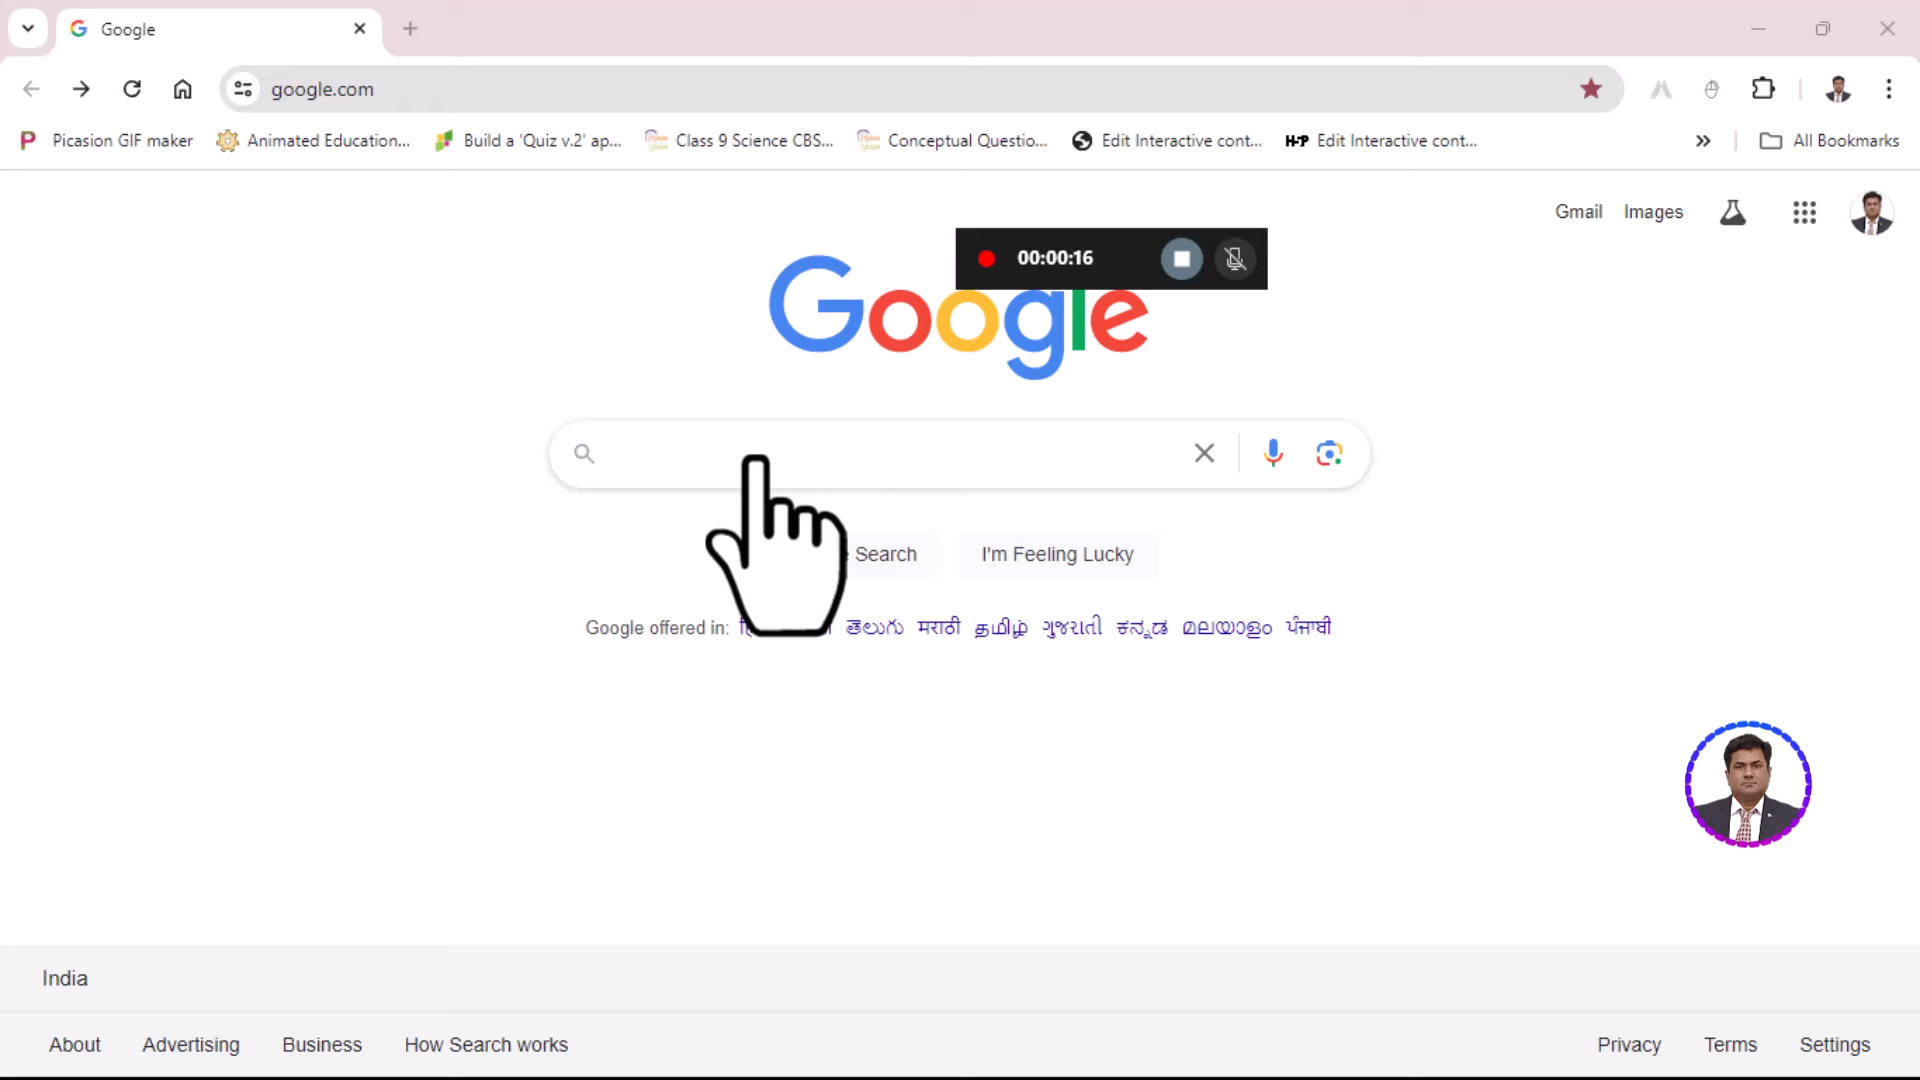 Google
google.com
Picasion GIF maker Animated Education... Build a 'Quiz v.2' ap... Class 9 Science CBS... Conceptual Questio... Edit Interactive cont... H-P Edit Interactive cont... » All Bookmarks
Gmail Images
00:00:16
Google
Search I'm Feeling Lucky
Google offered in: తెలుగు मराठी தமிழ் ગુજરાતી ಕನ್ನಡ മലയാളം ਪੰਜਾਬੀ
India
About Advertising Business How Search works Privacy Terms Settings